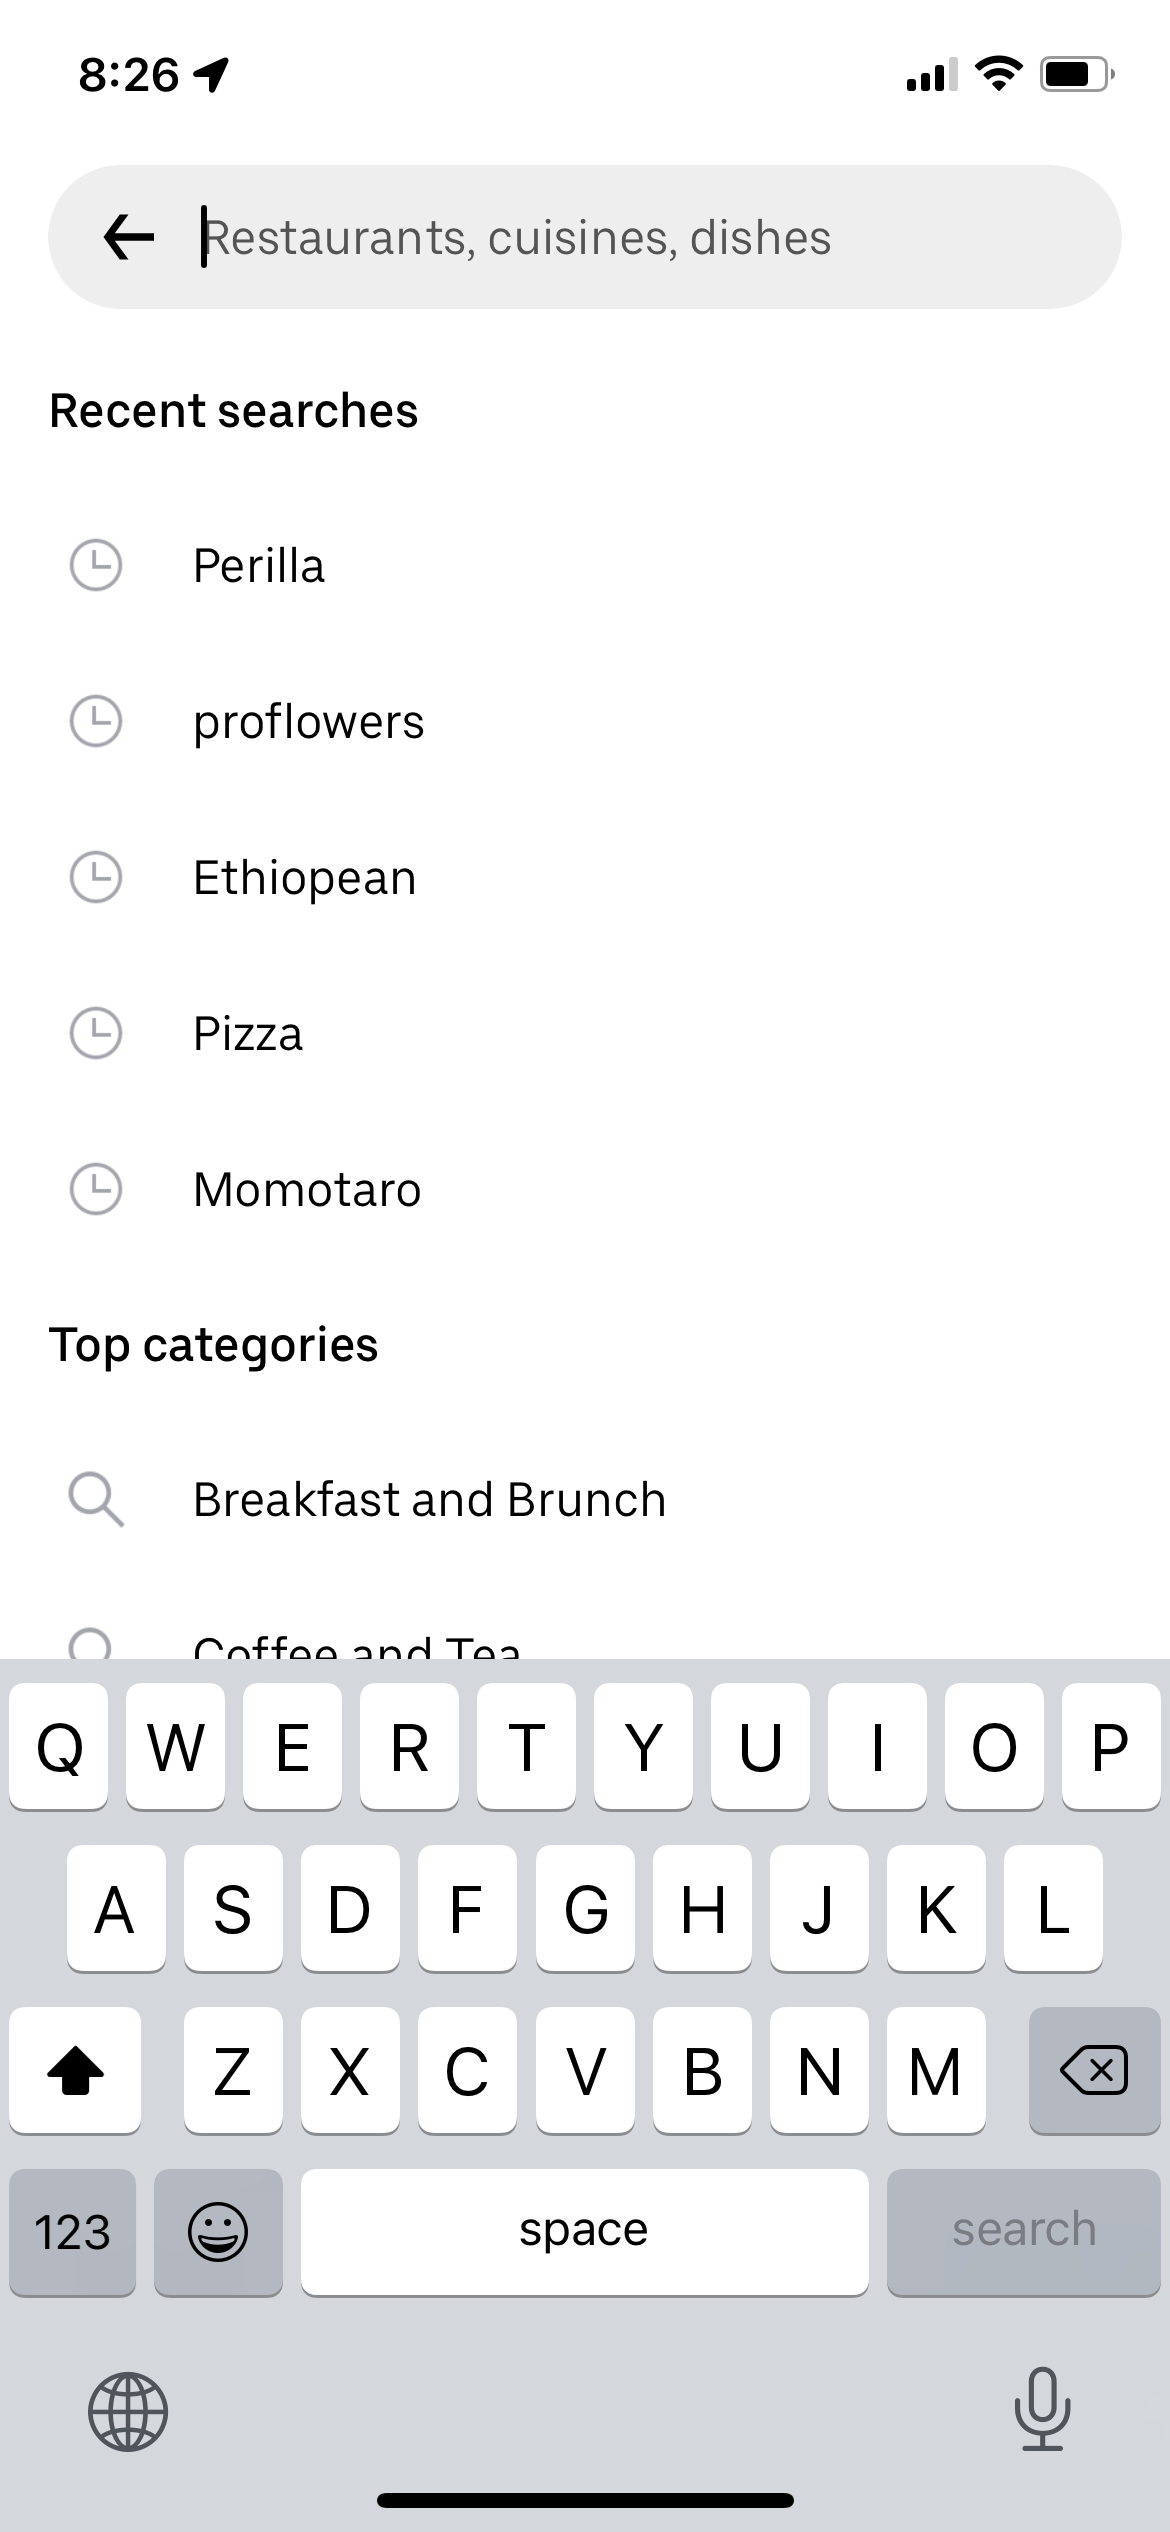 8:26
Restaurants, cuisines, dishes
Recent searches
Perilla
proflowers
Ethiopean
Pizza
Momotaro
Top categories
Breakfast and Brunch
Coffee and Tea
Q W E R T Y U I O P
A S D F G H J K L
Z X C V B N M
123 space search